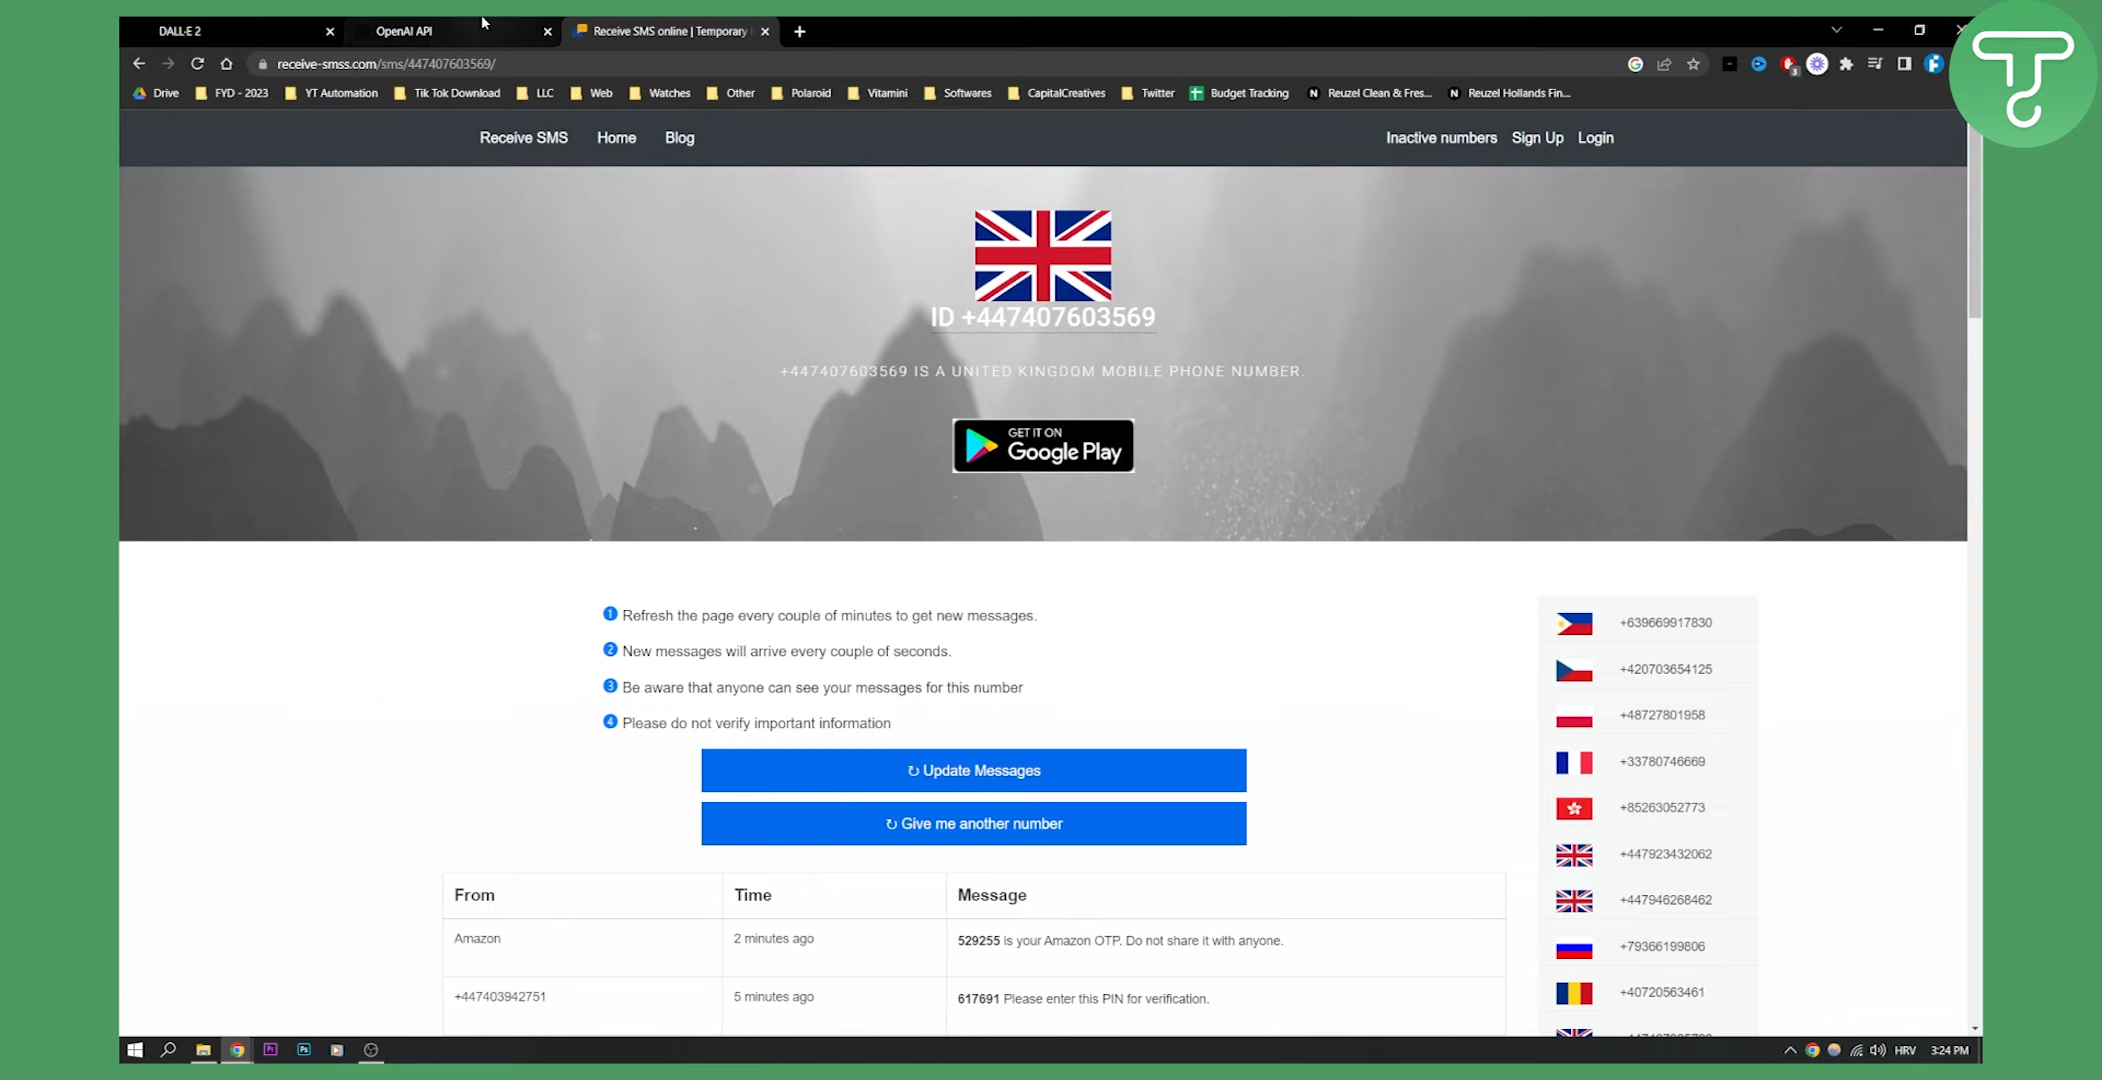 DALL·E 2
OpenAI API
Receive SMS online | Temporary
receive-smss.com/sms/447407603569/
3
Drive FYD - 2023 YT Automation Tik Tok Download LLC Web Watches Other Polaroid Vitamini Softwares CapitalCreatives Twitter Budget Tracking Reuzel Clean & Fres... Reuzel Hollands Fin...
Receive SMS Home Blog Inactive numbers Sign Up Login
ID +447407603569
+447407603569 IS A UNITED KINGDOM MOBILE PHONE NUMBER.
GET IT ON
Google Play
1 Refresh the page every couple of minutes to get new messages.
2 New messages will arrive every couple of seconds.
3 Be aware that anyone can see your messages for this number
4 Please do not verify important information
↻ Update Messages
↻ Give me another number
From Time Message
Amazon 2 minutes ago 529255 is your Amazon OTP. Do not share it with anyone.
+447403942751 5 minutes ago 617691 Please enter this PIN for verification.
+639669917830
+420703654125
+48727801958
+33780746669
+85263052773
+447923432062
+447946268462
+79366199806
+40720563461
Pr Ps HRV 3:24 PM